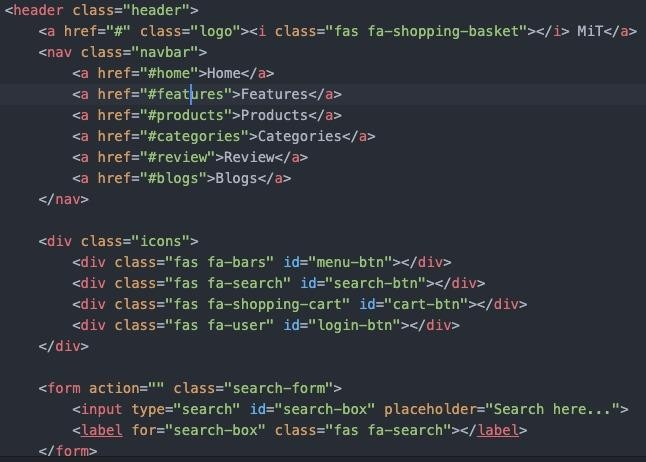 <header class="header">
<a href="#" class="logo"><i class="fas fa-shopping-basket"></i> MiT</a>
<nav class="navbar">
<a href="#home">Home</a>
<a href="#features">Features</a>
<a href="#products">Products</a>
<a href="#categories">Categories</a>
<a href="#review">Review</a>
<a href="#blogs">Blogs</a>
</nav>
<div class="icons">
<div class="fas fa-bars" id="menu-btn"></div>
<div class="fas fa-search" id="search-btn"></div>
<div class="fas fa-shopping-cart" id="cart-btn"></div>
<div class="fas fa-user" id="login-btn"></div>
</div>
<form action="" class="search-form">
<input type="search" id="search-box" placeholder="Search here...">
<label for="search-box" class="fas fa-search"></label>
</form>